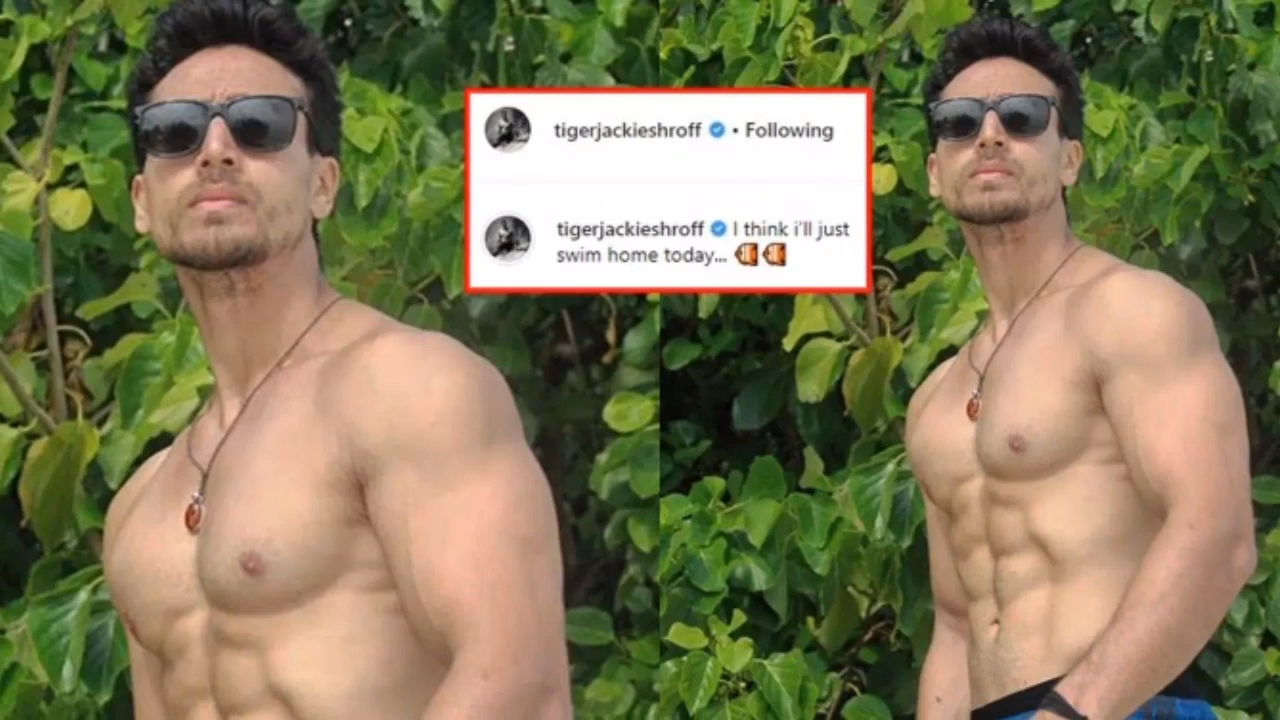 tigerjackieshroff • Following
tigerjackieshroff I think i'll just
swim home today... 🐠🐠